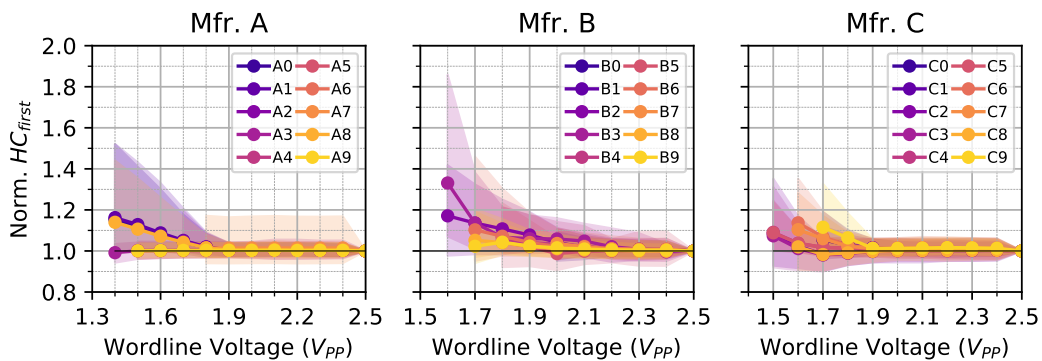 Mfr. A
Mfr. B
Mfr. C
Norm. HC_first
2.0
1.8
1.6
1.4
1.2
1.0
0.8
A0 A5
A1 A6
A2 A7
A3 A8
A4 A9
B0 B5
B1 B6
B2 B7
B3 B8
B4 B9
C0 C5
C1 C6
C2 C7
C3 C8
C4 C9
1.3 1.6 1.9 2.2 2.5
1.5 1.7 1.9 2.1 2.3 2.5
1.5 1.7 1.9 2.1 2.3 2.5
Wordline Voltage (V_PP)
Wordline Voltage (V_PP)
Wordline Voltage (V_PP)